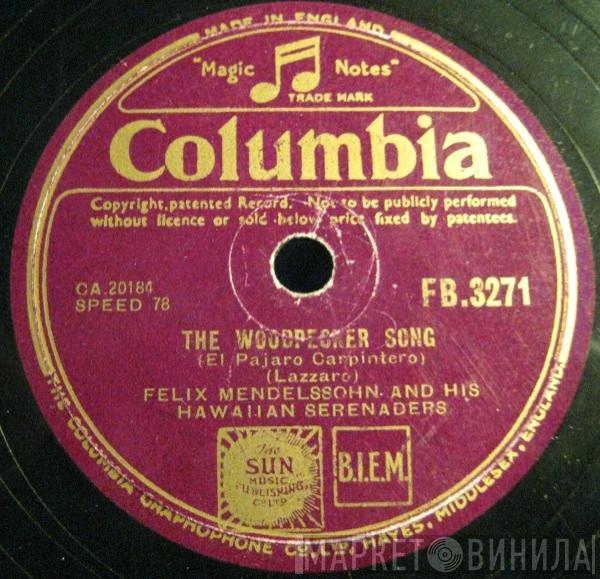 MADE IN ENGLAND
"Magic Notes"
TRADE MARK
Columbia
Copyright, patented Record. Not to be publicly performed
without licence or sold below price fixed by patentees.
CA.20184
SPEED 78
FB.3271
THE WOODPECKER SONG
(El Pajaro Carpintero)
(Lazzaro)
FELIX MENDELSSOHN AND HIS
HAWAIIAN SERENADERS
The
SUN
MUSIC
PUBLISHING
CO LTD
B.I.E.M.
THE COLUMBIA GRAPHOPHONE CO. LTD. HAYES, MIDDLESEX, ENGLAND.
МАРКЕТ ВИНИЛА